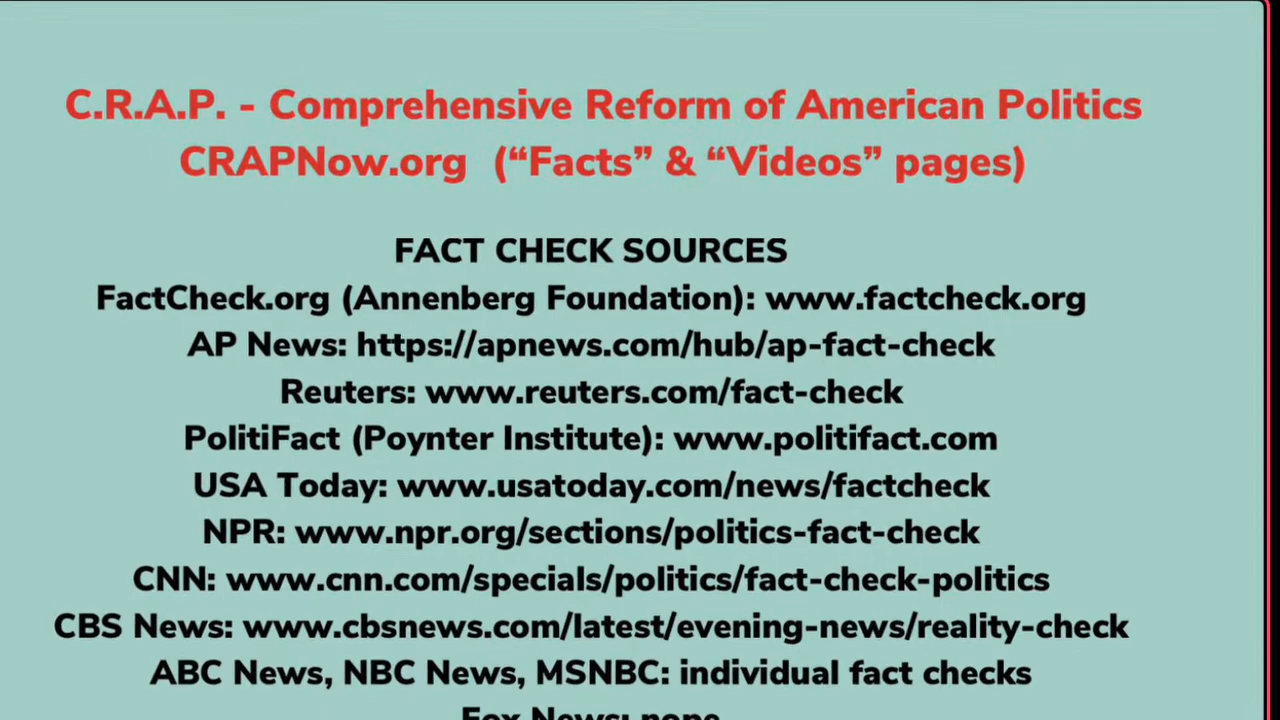 C.R.A.P. - Comprehensive Reform of American Politics
CRAPNow.org (“Facts” & “Videos” pages)
FACT CHECK SOURCES
FactCheck.org (Annenberg Foundation): www.factcheck.org
AP News: https://apnews.com/hub/ap-fact-check
Reuters: www.reuters.com/fact-check
PolitiFact (Poynter Institute): www.politifact.com
USA Today: www.usatoday.com/news/factcheck
NPR: www.npr.org/sections/politics-fact-check
CNN: www.cnn.com/specials/politics/fact-check-politics
CBS News: www.cbsnews.com/latest/evening-news/reality-check
ABC News, NBC News, MSNBC: individual fact checks
Fox News: none